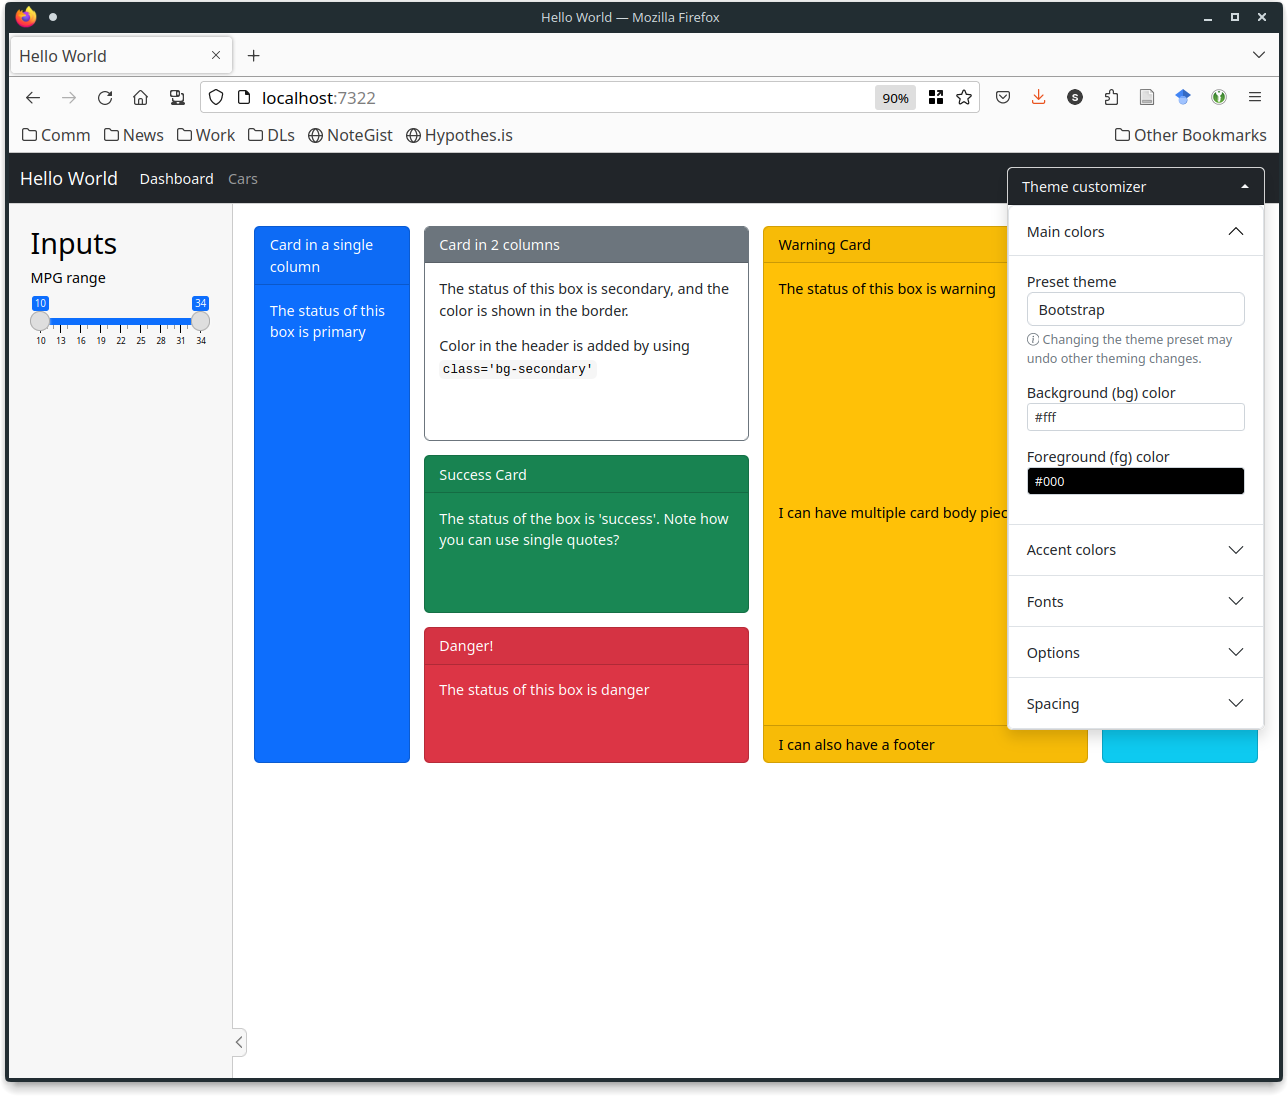 Hello World — Mozilla Firefox
Hello World
localhost:7322
90%
S
Comm
News
Work
DLs
NoteGist
Hypothes.is
Other Bookmarks
Hello World
Dashboard
Cars
Inputs
MPG range
10
34
10
13
16
19
22
25
28
31
34
Card in a single
column
The status of this
box is primary
Card in 2 columns
The status of this box is secondary, and the
color is shown in the border.
Color in the header is added by using
class='bg-secondary'
Success Card
The status of the box is 'success'. Note how
you can use single quotes?
Danger!
The status of this box is danger
Warning Card
The status of this box is warning
I can have multiple card body piec
I can also have a footer
Theme customizer
Main colors
Preset theme
Bootstrap
Changing the theme preset may
undo other theming changes.
Background (bg) color
#fff
Foreground (fg) color
#000
Accent colors
Fonts
Options
Spacing